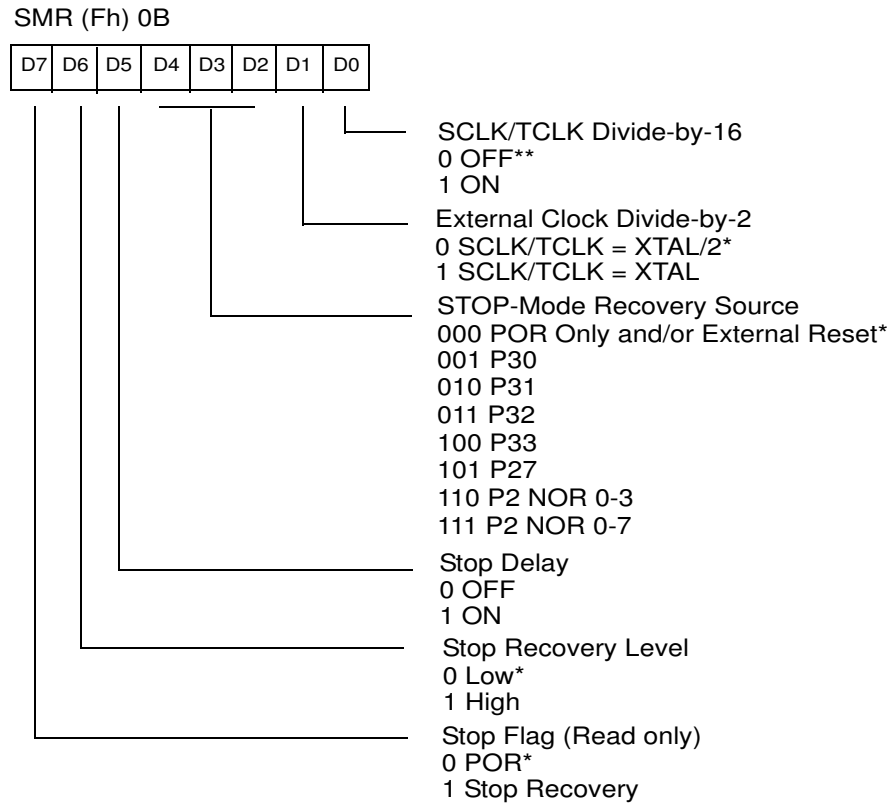 SMR (Fh) 0B
D7 D6 D5 D4 D3 D2 D1 D0
SCLK/TCLK Divide-by-16
0 OFF**
1 ON
External Clock Divide-by-2
0 SCLK/TCLK = XTAL/2*
1 SCLK/TCLK = XTAL
STOP-Mode Recovery Source
000 POR Only and/or External Reset*
001 P30
010 P31
011 P32
100 P33
101 P27
110 P2 NOR 0-3
111 P2 NOR 0-7
Stop Delay
0 OFF
1 ON
Stop Recovery Level
0 Low*
1 High
Stop Flag (Read only)
0 POR*
1 Stop Recovery